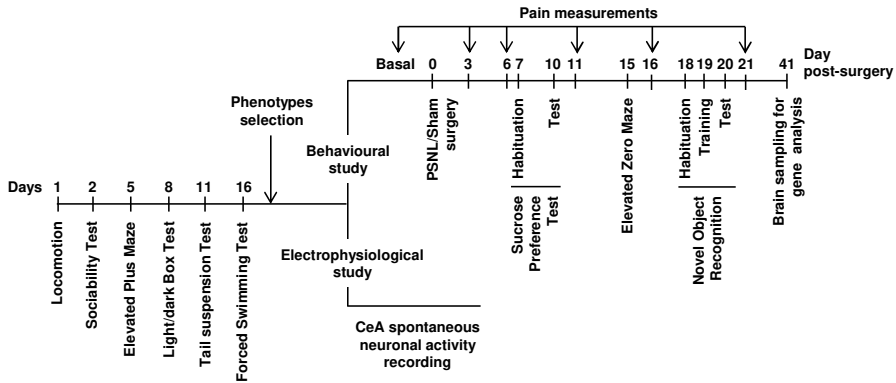 Pain measurements
Basal 0 3 6 7 10 11 15 16 18 19 20 21 41 Day
post-surgery
PSNL/Sham
surgery
Habituation
Test
Sucrose
Preference
Test
Elevated Zero Maze
Habituation
Training
Test
Novel Object
Recognition
Brain sampling for
gene analysis
Phenotypes
selection
Behavioural
study
Days 1 2 5 8 11 16
Locomotion
Sociability Test
Elevated Plus Maze
Light/dark Box Test
Tail suspension Test
Forced Swimming Test
Electrophysiological
study
CeA spontaneous
neuronal activity
recording